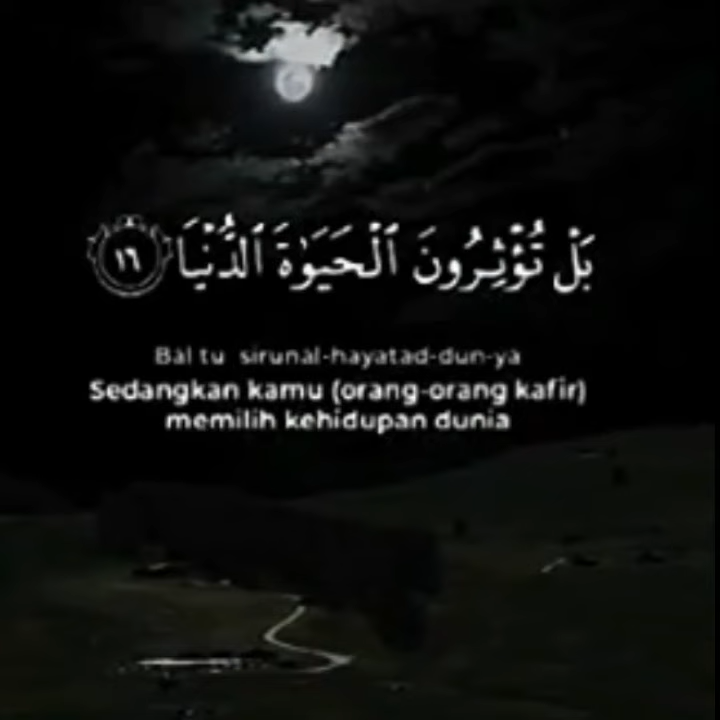 بَلْ تُؤْثِرُونَ ٱلْحَيَوٰةَ ٱلدُّنْيَا ١٦
Bal tu sirunal-hayatad-dun-ya
Sedangkan kamu (orang-orang kafir)
memilih kehidupan dunia